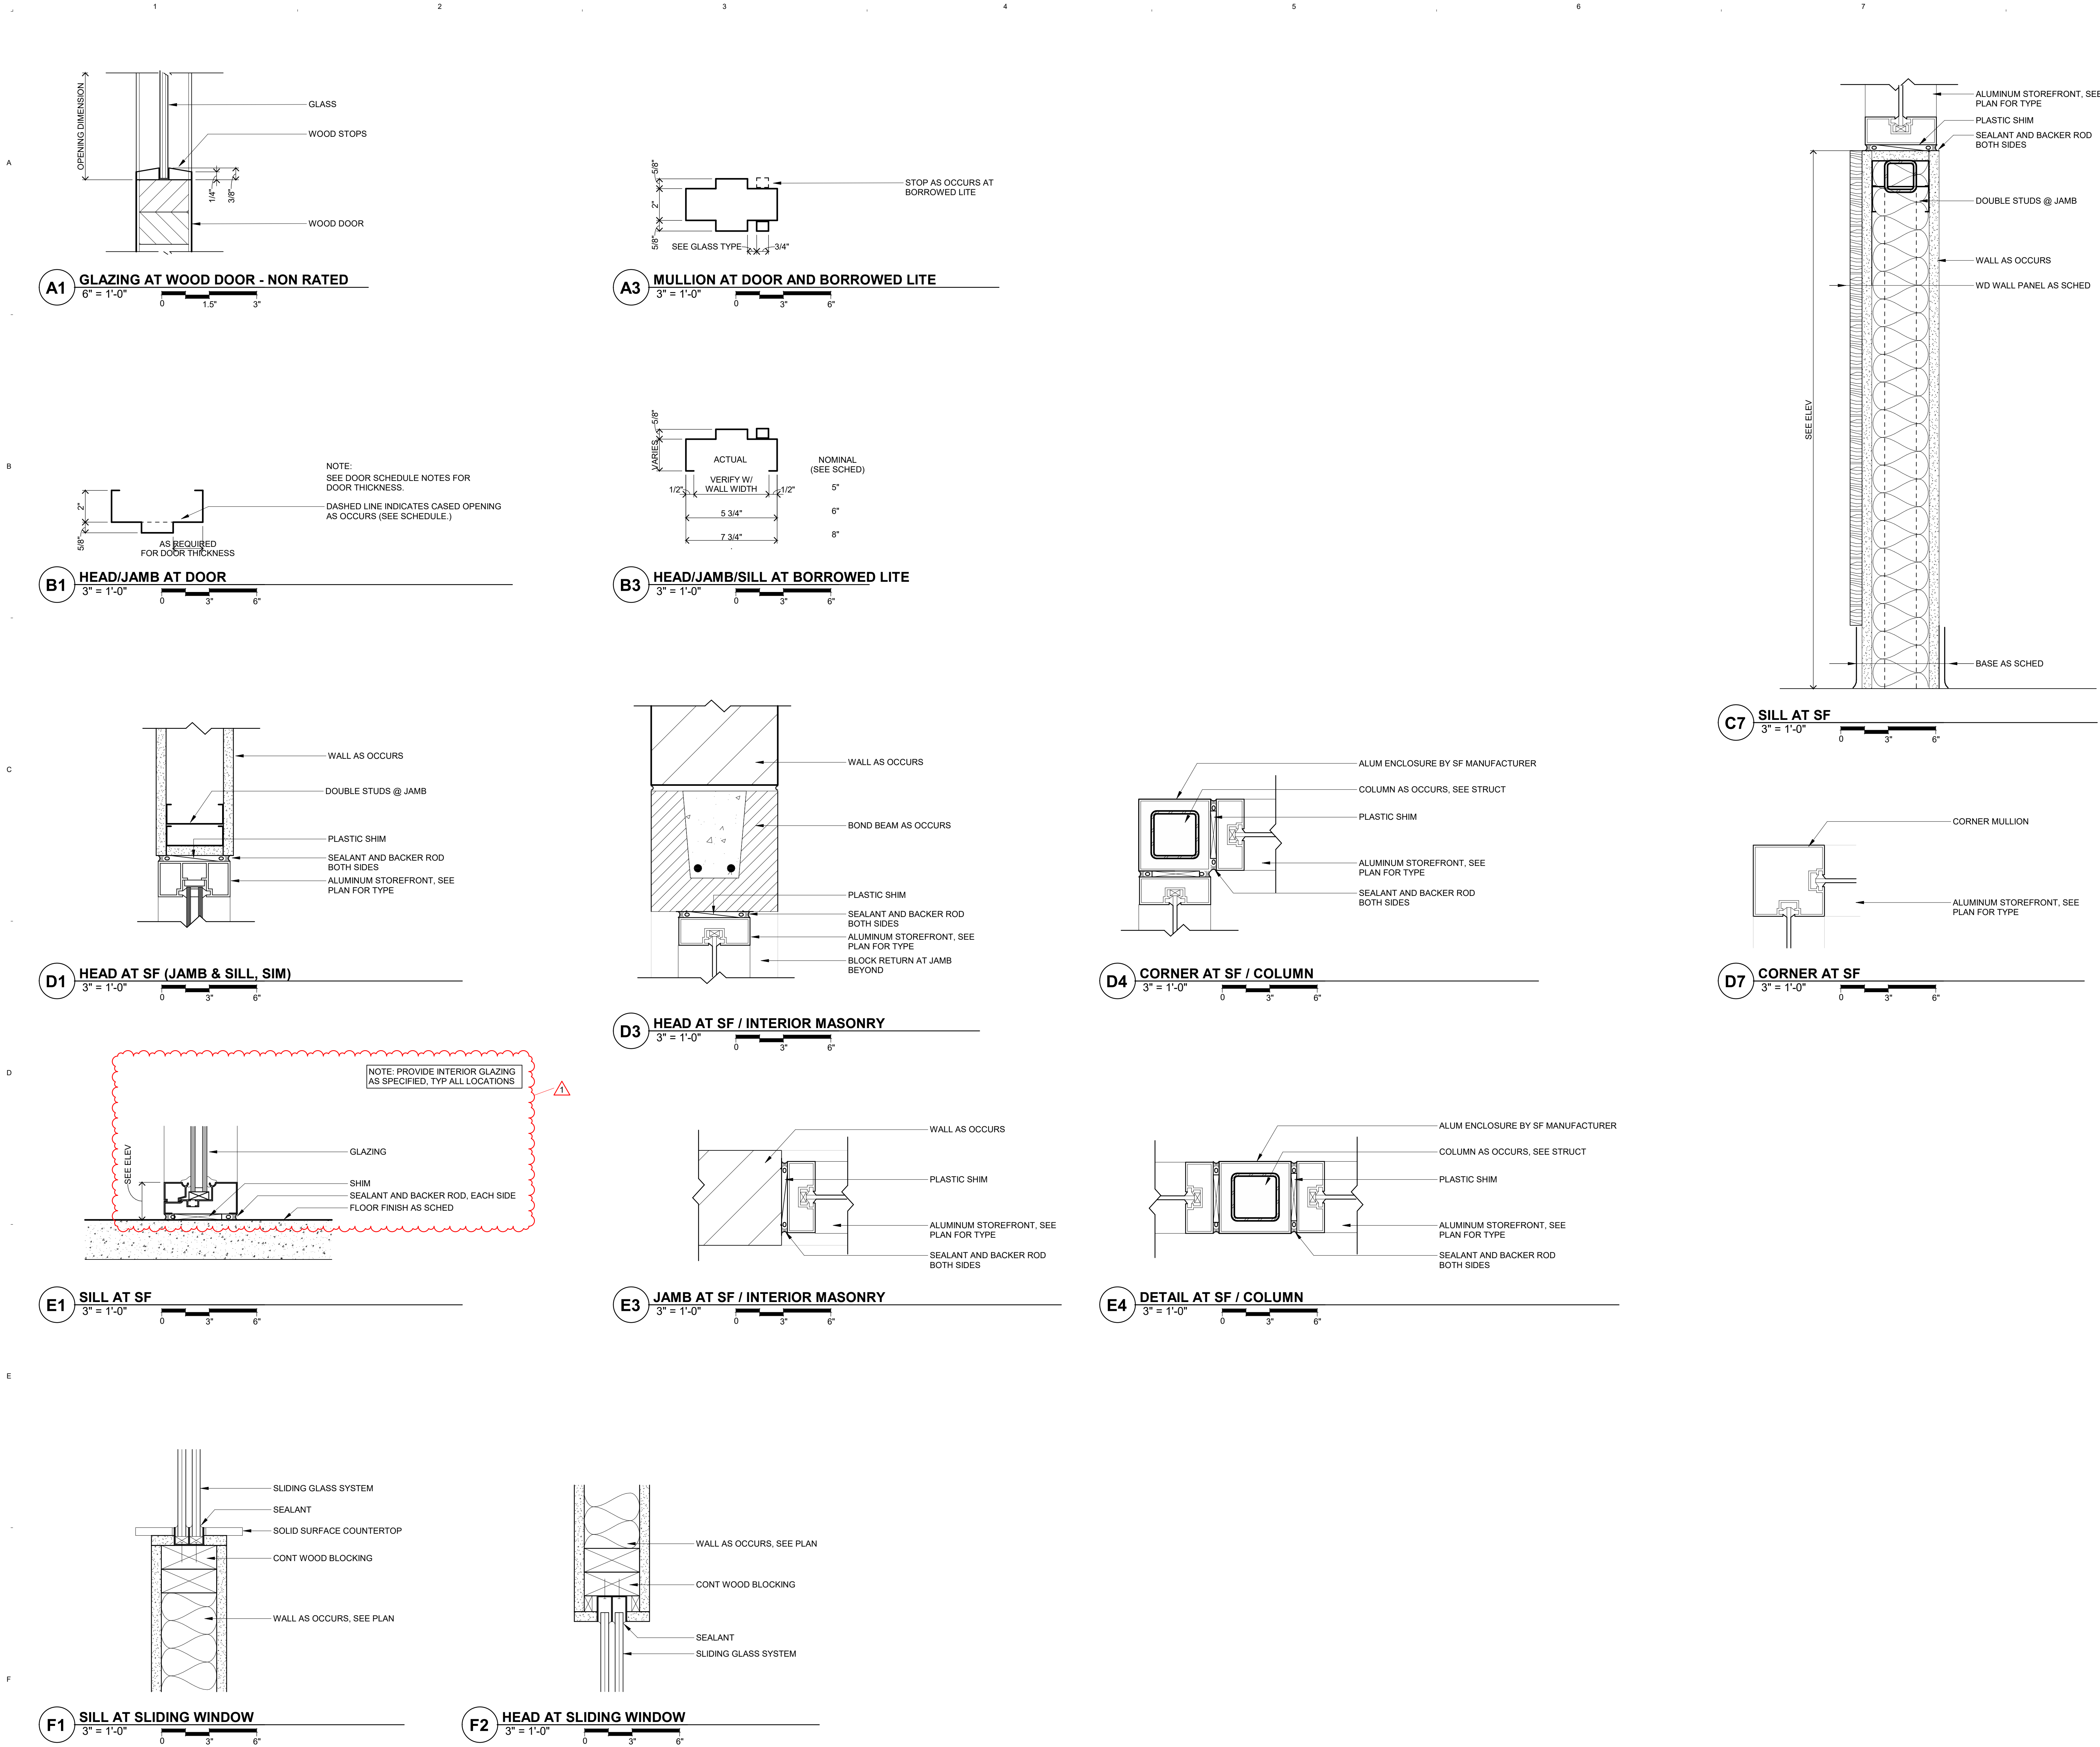 1 2 3 4 5 6 7
A
B
C
D
E
F
OPENING DIMENSION
GLASS
WOOD STOPS
1/4"
3/8"
WOOD DOOR
A1 GLAZING AT WOOD DOOR - NON RATED
6" = 1'-0"
0 1.5" 3"
5/8"
2"
5/8"
STOP AS OCCURS AT
BORROWED LITE
SEE GLASS TYPE
3/4"
A3 MULLION AT DOOR AND BORROWED LITE
3" = 1'-0"
0 3" 6"
ALUMINUM STOREFRONT, SEE
PLAN FOR TYPE
PLASTIC SHIM
SEALANT AND BACKER ROD
BOTH SIDES
DOUBLE STUDS @ JAMB
WALL AS OCCURS
WD WALL PANEL AS SCHED
SEE ELEV
BASE AS SCHED
C7 SILL AT SF
3" = 1'-0"
0 3" 6"
2"
5/8"
AS REQUIRED
FOR DOOR THICKNESS
NOTE:
SEE DOOR SCHEDULE NOTES FOR
DOOR THICKNESS.
DASHED LINE INDICATES CASED OPENING
AS OCCURS (SEE SCHEDULE.)
B1 HEAD/JAMB AT DOOR
3" = 1'-0"
0 3" 6"
5/8"
VARIES
ACTUAL
NOMINAL
(SEE SCHED)
VERIFY W/
WALL WIDTH
1/2"
1/2"
5"
5 3/4"
6"
7 3/4"
8"
B3 HEAD/JAMB/SILL AT BORROWED LITE
3" = 1'-0"
0 3" 6"
WALL AS OCCURS
DOUBLE STUDS @ JAMB
PLASTIC SHIM
SEALANT AND BACKER ROD
BOTH SIDES
ALUMINUM STOREFRONT, SEE
PLAN FOR TYPE
D1 HEAD AT SF (JAMB & SILL, SIM)
3" = 1'-0"
0 3" 6"
WALL AS OCCURS
BOND BEAM AS OCCURS
PLASTIC SHIM
SEALANT AND BACKER ROD
BOTH SIDES
ALUMINUM STOREFRONT, SEE
PLAN FOR TYPE
BLOCK RETURN AT JAMB
BEYOND
D3 HEAD AT SF / INTERIOR MASONRY
3" = 1'-0"
0 3" 6"
ALUM ENCLOSURE BY SF MANUFACTURER
COLUMN AS OCCURS, SEE STRUCT
PLASTIC SHIM
ALUMINUM STOREFRONT, SEE
PLAN FOR TYPE
SEALANT AND BACKER ROD
BOTH SIDES
D4 CORNER AT SF / COLUMN
3" = 1'-0"
0 3" 6"
CORNER MULLION
ALUMINUM STOREFRONT, SEE
PLAN FOR TYPE
D7 CORNER AT SF
3" = 1'-0"
0 3" 6"
NOTE: PROVIDE INTERIOR GLAZING
AS SPECIFIED, TYP ALL LOCATIONS
1
SEE ELEV
GLAZING
SHIM
SEALANT AND BACKER ROD, EACH SIDE
FLOOR FINISH AS SCHED
E1 SILL AT SF
3" = 1'-0"
0 3" 6"
WALL AS OCCURS
PLASTIC SHIM
ALUMINUM STOREFRONT, SEE
PLAN FOR TYPE
SEALANT AND BACKER ROD
BOTH SIDES
E3 JAMB AT SF / INTERIOR MASONRY
3" = 1'-0"
0 3" 6"
ALUM ENCLOSURE BY SF MANUFACTURER
COLUMN AS OCCURS, SEE STRUCT
PLASTIC SHIM
ALUMINUM STOREFRONT, SEE
PLAN FOR TYPE
SEALANT AND BACKER ROD
BOTH SIDES
E4 DETAIL AT SF / COLUMN
3" = 1'-0"
0 3" 6"
SLIDING GLASS SYSTEM
SEALANT
SOLID SURFACE COUNTERTOP
CONT WOOD BLOCKING
WALL AS OCCURS, SEE PLAN
F1 SILL AT SLIDING WINDOW
3" = 1'-0"
0 3" 6"
WALL AS OCCURS, SEE PLAN
CONT WOOD BLOCKING
SEALANT
SLIDING GLASS SYSTEM
F2 HEAD AT SLIDING WINDOW
3" = 1'-0"
0 3" 6"